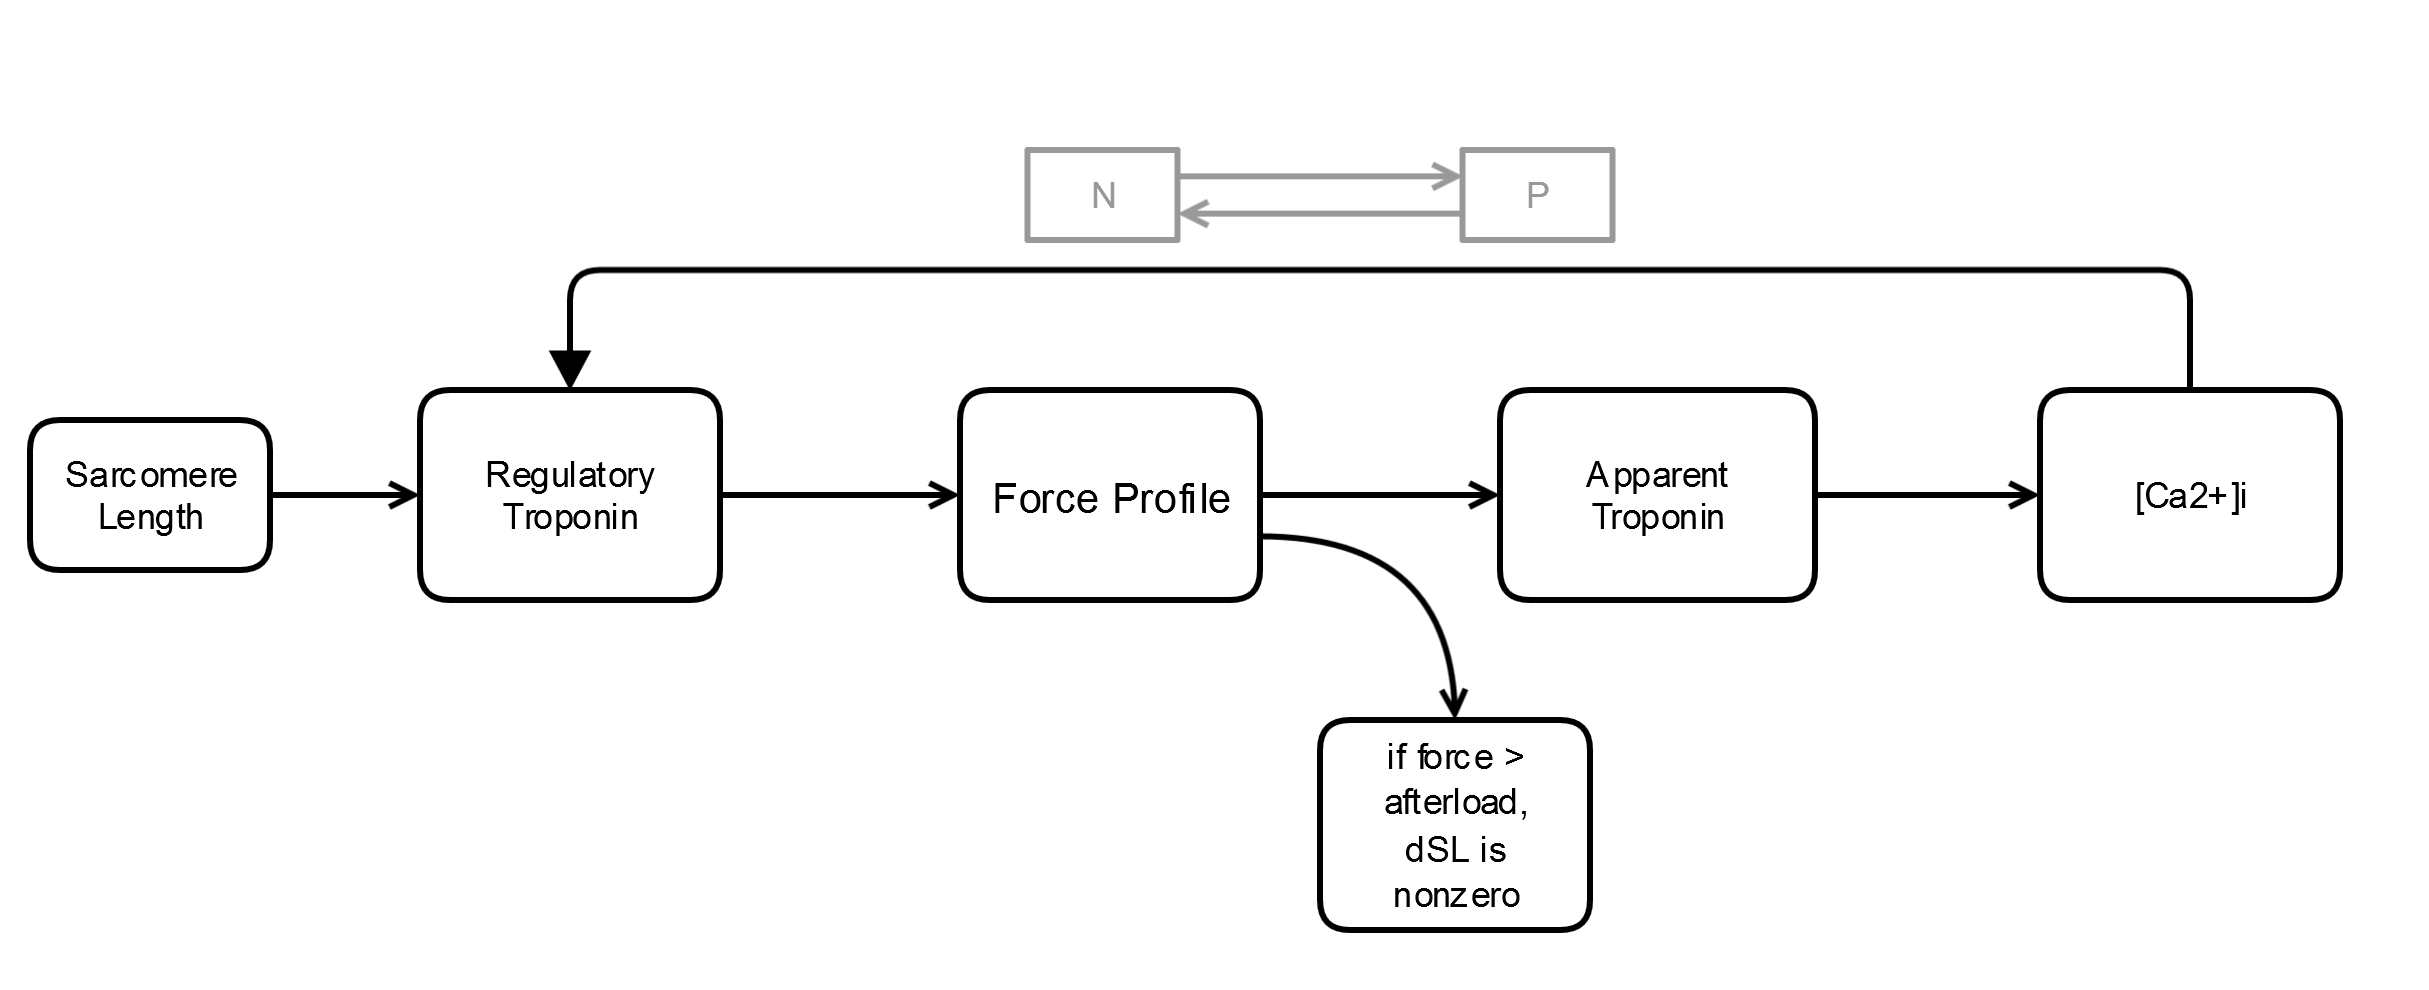 N
P
Sarcomere
Length
Regulatory
Troponin
Force Profile
Apparent
Troponin
[Ca2+]i
if force >
afterload,
dSL is
nonzero